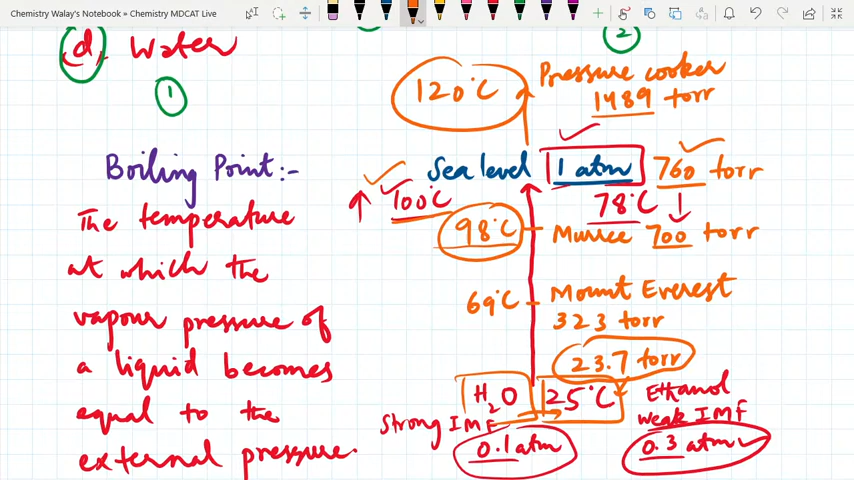 Chemistry Walay's Notebook » Chemistry MDCAT Live
(d) Water
2
1
120°C
Pressure cooker
1489 torr
Boiling Point:-
Sea level 1 atm 760 torr
100°C
78°C
98°C
Murree 700 torr
The temperature
at which the
vapour pressure of
a liquid becomes
equal to the
external pressure.
69°C
Mount Everest
323 torr
23.7 torr
H2O 25°C
Strong IMF
0.1 atm
Ethanol
weak IMF
0.3 atm